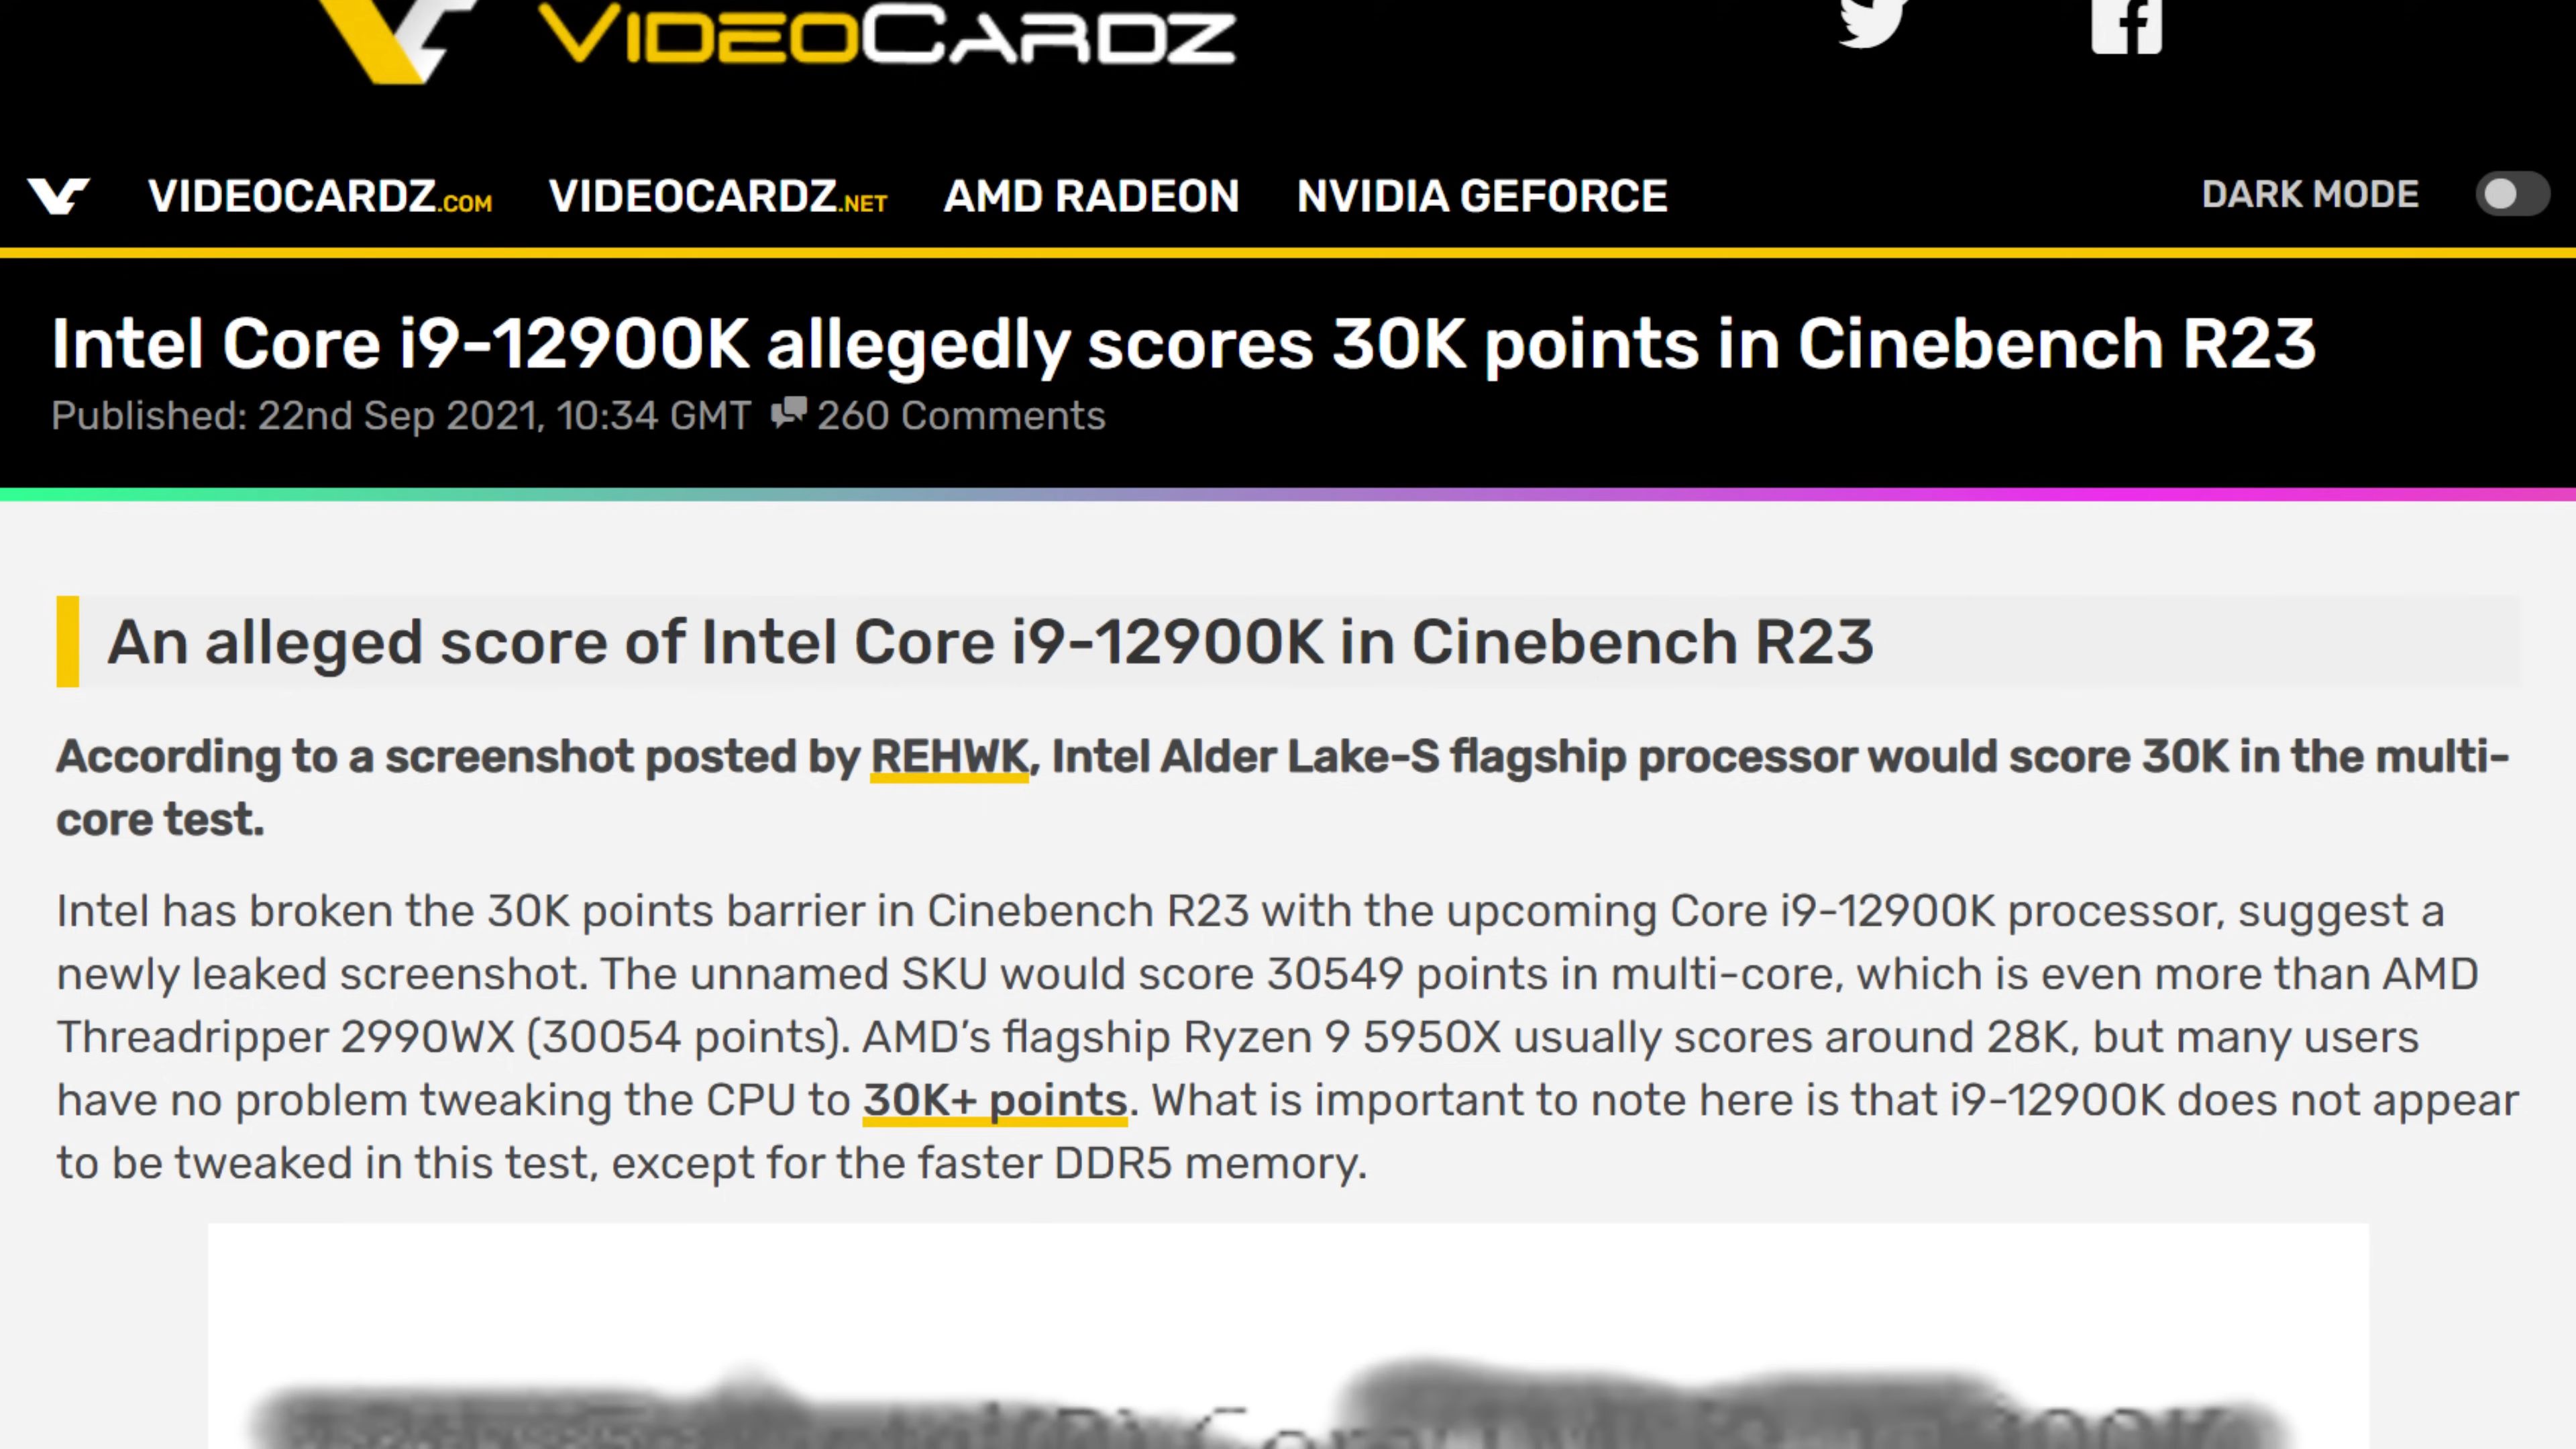 VIDEOCARDZ
VIDEOCARDZ.COM VIDEOCARDZ.NET AMD RADEON NVIDIA GEFORCE DARK MODE
Intel Core i9-12900K allegedly scores 30K points in Cinebench R23
Published: 22nd Sep 2021, 10:34 GMT 260 Comments
An alleged score of Intel Core i9-12900K in Cinebench R23
According to a screenshot posted by REHWK, Intel Alder Lake-S flagship processor would score 30K in the multi-
core test.
Intel has broken the 30K points barrier in Cinebench R23 with the upcoming Core i9-12900K processor, suggest a
newly leaked screenshot. The unnamed SKU would score 30549 points in multi-core, which is even more than AMD
Threadripper 2990WX (30054 points). AMD's flagship Ryzen 9 5950X usually scores around 28K, but many users
have no problem tweaking the CPU to 30K+ points. What is important to note here is that i9-12900K does not appear
to be tweaked in this test, except for the faster DDR5 memory.